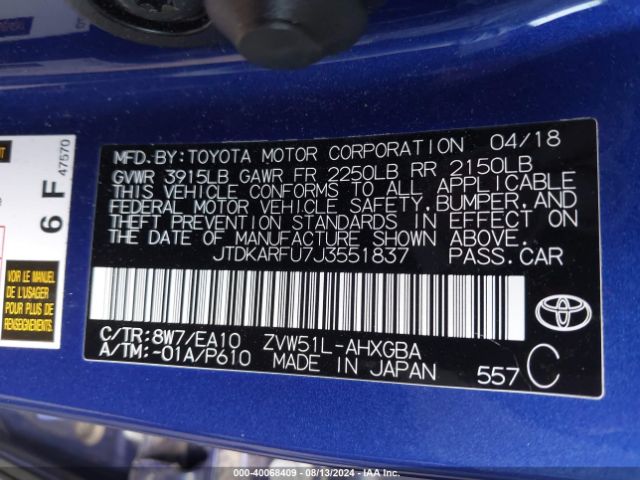 MFD. BY: TOYOTA MOTOR CORPORATION 04/18
GVWR 3915LB GAWR FR 2250LB RR 2150LB
THIS VEHICLE CONFORMS TO ALL APPLICABLE
FEDERAL MOTOR VEHICLE SAFETY, BUMPER, AND
THEFT PREVENTION STANDARDS IN EFFECT ON
THE DATE OF MANUFACTURE SHOWN ABOVE.
JTDKARFU7J3551837 PASS. CAR
C/TR: 8W7/EA10 ZVW51L-AHXGBA
A/TM: -01A/P610 MADE IN JAPAN 557 C
6 F 47570
VOIR LE MANUEL
DE L'USAGER
POUR PLUS DE
RENSEIGNEMENTS.
000-40068409 - 08/13/2024 - IAA Inc.